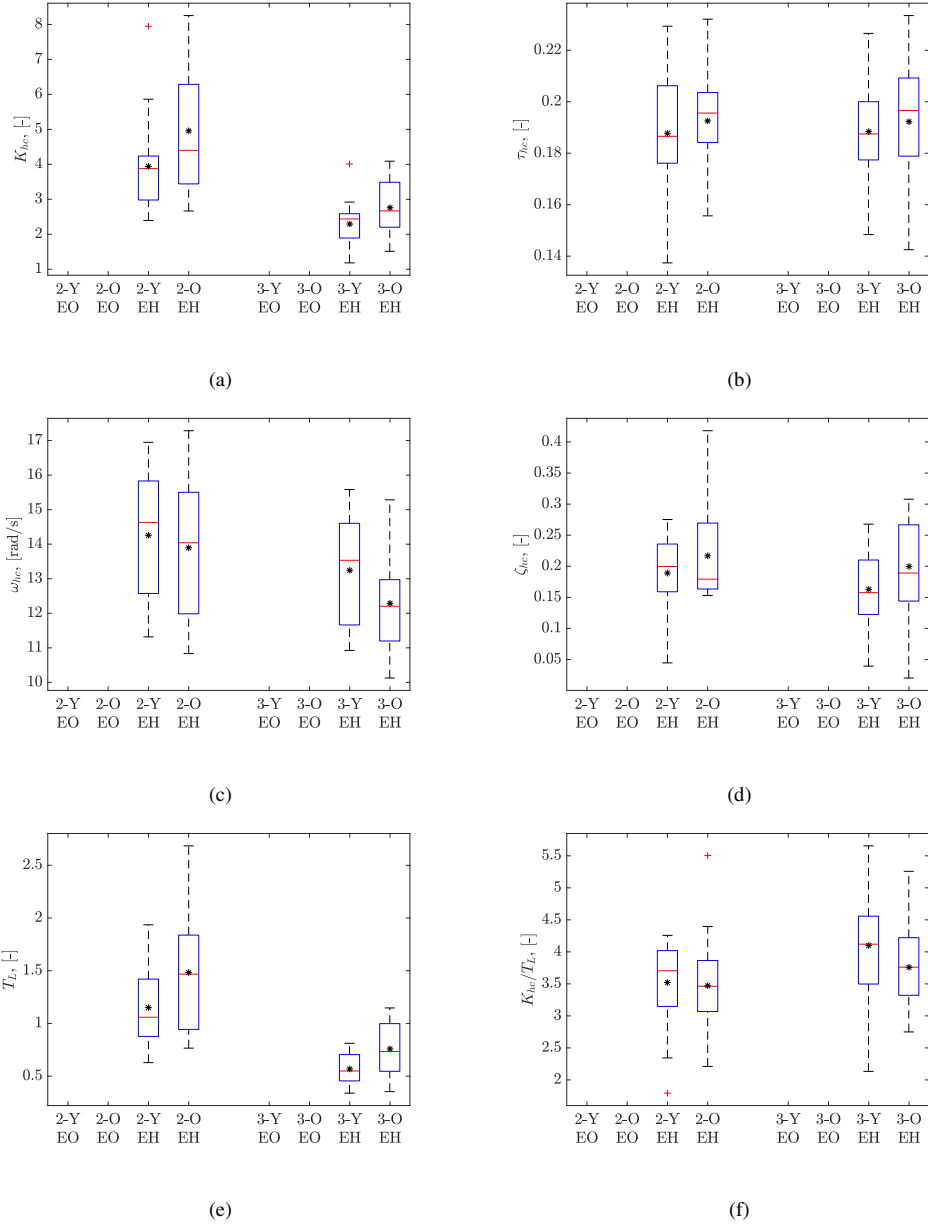 8
7
6
5
4
3
2
1
K_hc, [-]
2-Y 2-O 2-Y 2-O 3-Y 3-O 3-Y 3-O
EO EO EH EH EO EO EH EH
(a)
0.22
0.2
0.18
0.16
0.14
τ_hc, [-]
2-Y 2-O 2-Y 2-O 3-Y 3-O 3-Y 3-O
EO EO EH EH EO EO EH EH
(b)
17
16
15
14
13
12
11
10
ω_hc, [rad/s]
2-Y 2-O 2-Y 2-O 3-Y 3-O 3-Y 3-O
EO EO EH EH EO EO EH EH
(c)
0.4
0.35
0.3
0.25
0.2
0.15
0.1
0.05
ζ_hc, [-]
2-Y 2-O 2-Y 2-O 3-Y 3-O 3-Y 3-O
EO EO EH EH EO EO EH EH
(d)
2.5
2
1.5
1
0.5
T_L, [-]
2-Y 2-O 2-Y 2-O 3-Y 3-O 3-Y 3-O
EO EO EH EH EO EO EH EH
(e)
5.5
5
4.5
4
3.5
3
2.5
2
K_hc/T_L, [-]
2-Y 2-O 2-Y 2-O 3-Y 3-O 3-Y 3-O
EO EO EH EH EO EO EH EH
(f)